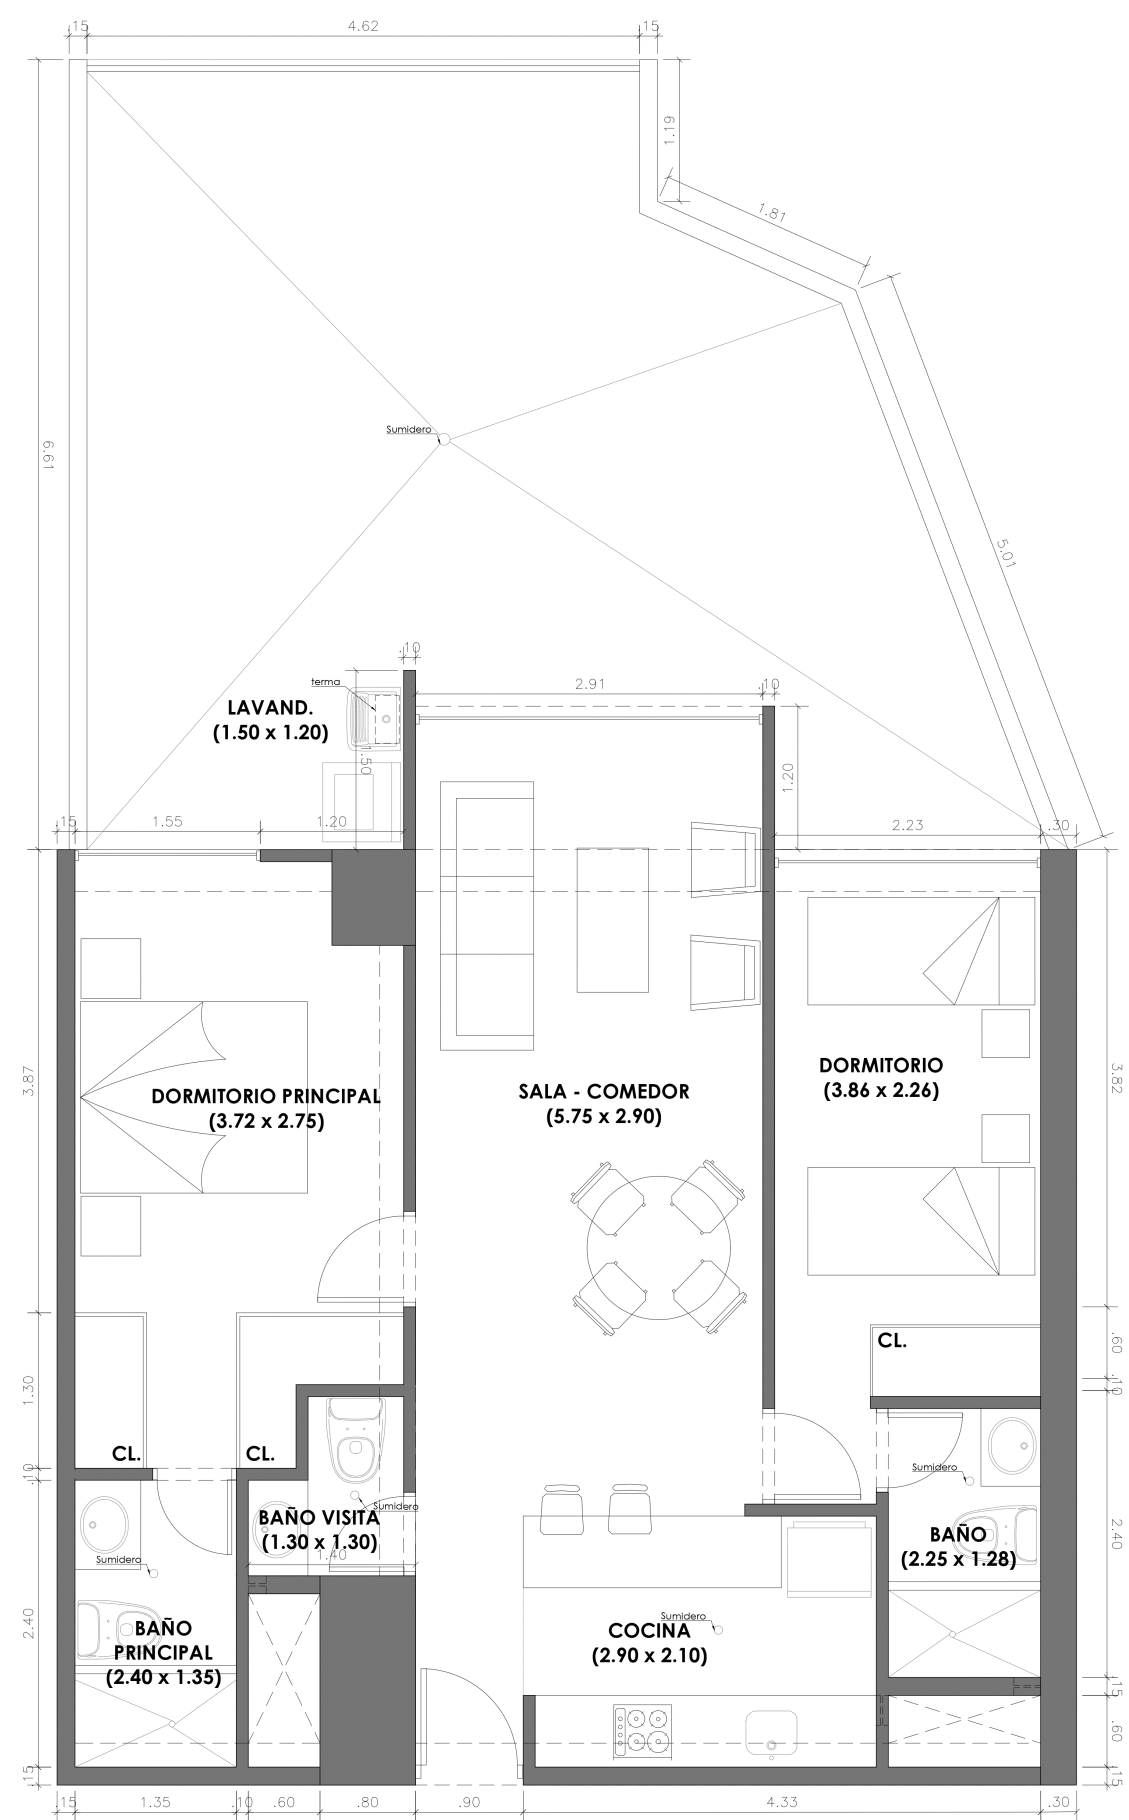 .15
4.62
.15
1.19
1.81
6.61
Sumidero
5.01
.10
terma
2.91
.10
LAVAND.
(1.50 x 1.20)
1.50
1.20
.15
1.55
1.20
2.23
.30
3.87
DORMITORIO PRINCIPAL
(3.72 x 2.75)
SALA - COMEDOR
(5.75 x 2.90)
DORMITORIO
(3.86 x 2.26)
3.82
.60
CL.
.10
1.30
CL.
CL.
.10
Sumidero
Sumidero
BAÑO VISITA
(1.30 x 1.30)
1.40
BAÑO
(2.25 x 1.28)
2.40
Sumidero
2.40
BAÑO
PRINCIPAL
(2.40 x 1.35)
Sumidero
COCINA
(2.90 x 2.10)
.15
.60
.15
.15
.15
1.35
.10
.60
.80
.90
4.33
.30